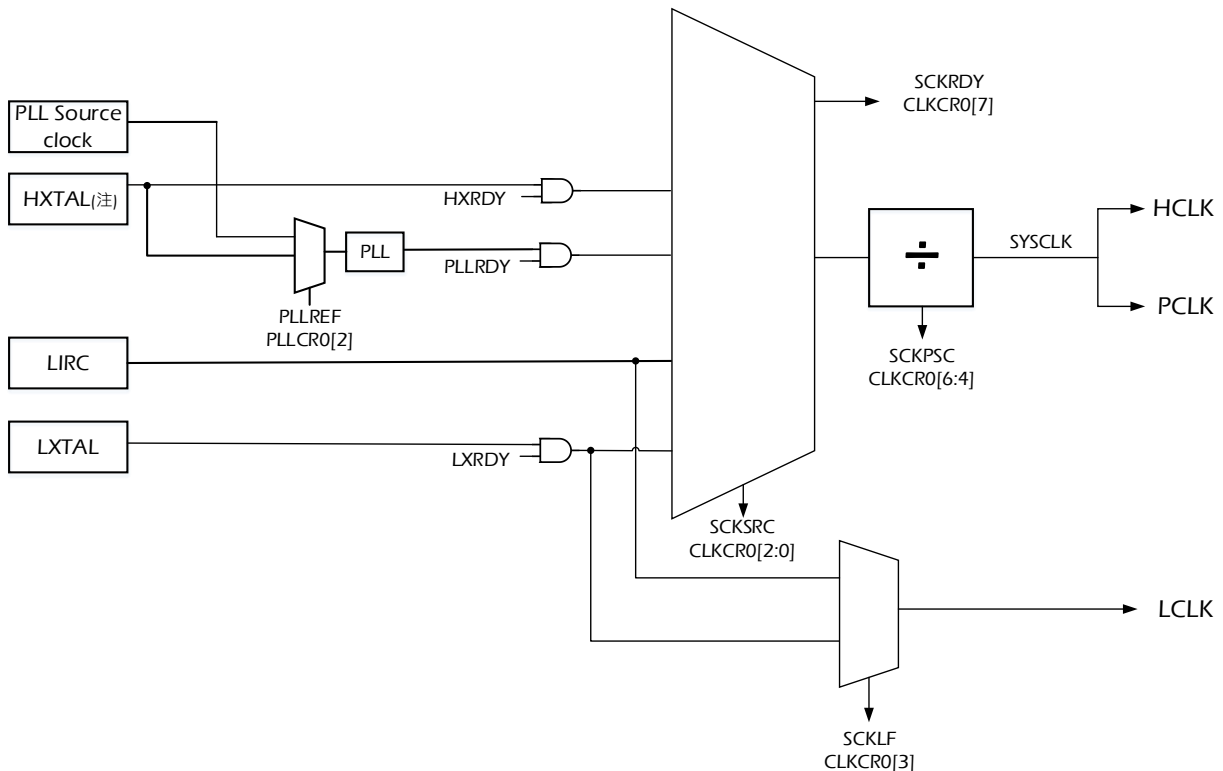 SCKRDY
CLKCR0[7]
PLL Source
clock
HXTAL(注)
HXRDY
HCLK
PLL
SYSCLK
PLLRDY
÷
PLLREF
PLLCR0[2]
PCLK
LIRC
SCKPSC
CLKCR0[6:4]
LXTAL
LXRDY
SCKSRC
CLKCR0[2:0]
LCLK
SCKLF
CLKCR0[3]